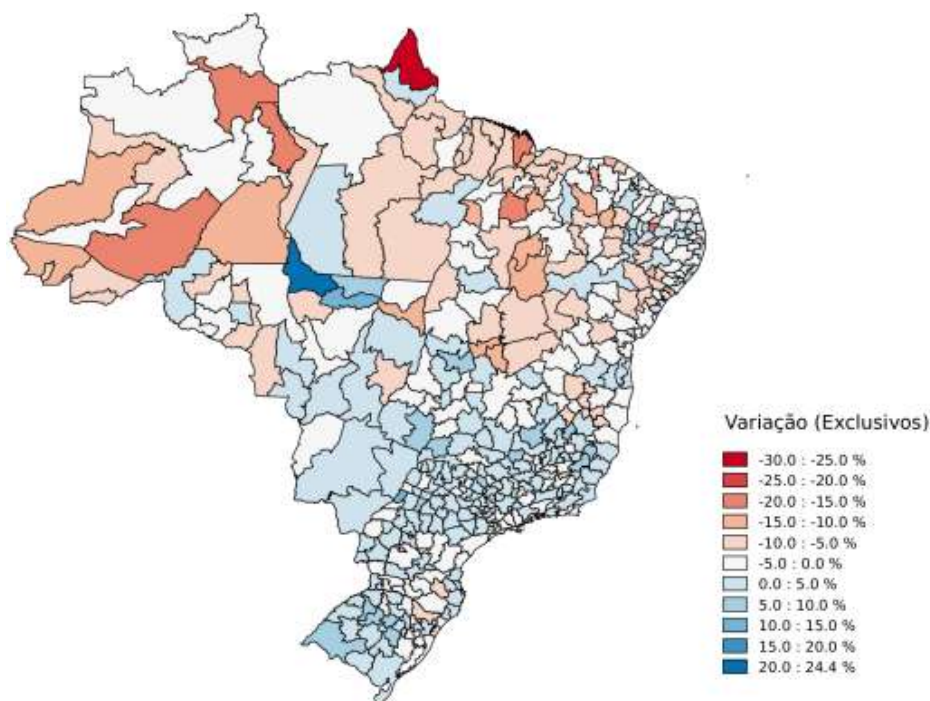 Variação (Exclusivos)
-30.0 : -25.0 %
-25.0 : -20.0 %
-20.0 : -15.0 %
-15.0 : -10.0 %
-10.0 : -5.0 %
-5.0 : 0.0 %
0.0 : 5.0 %
5.0 : 10.0 %
10.0 : 15.0 %
15.0 : 20.0 %
20.0 : 24.4 %